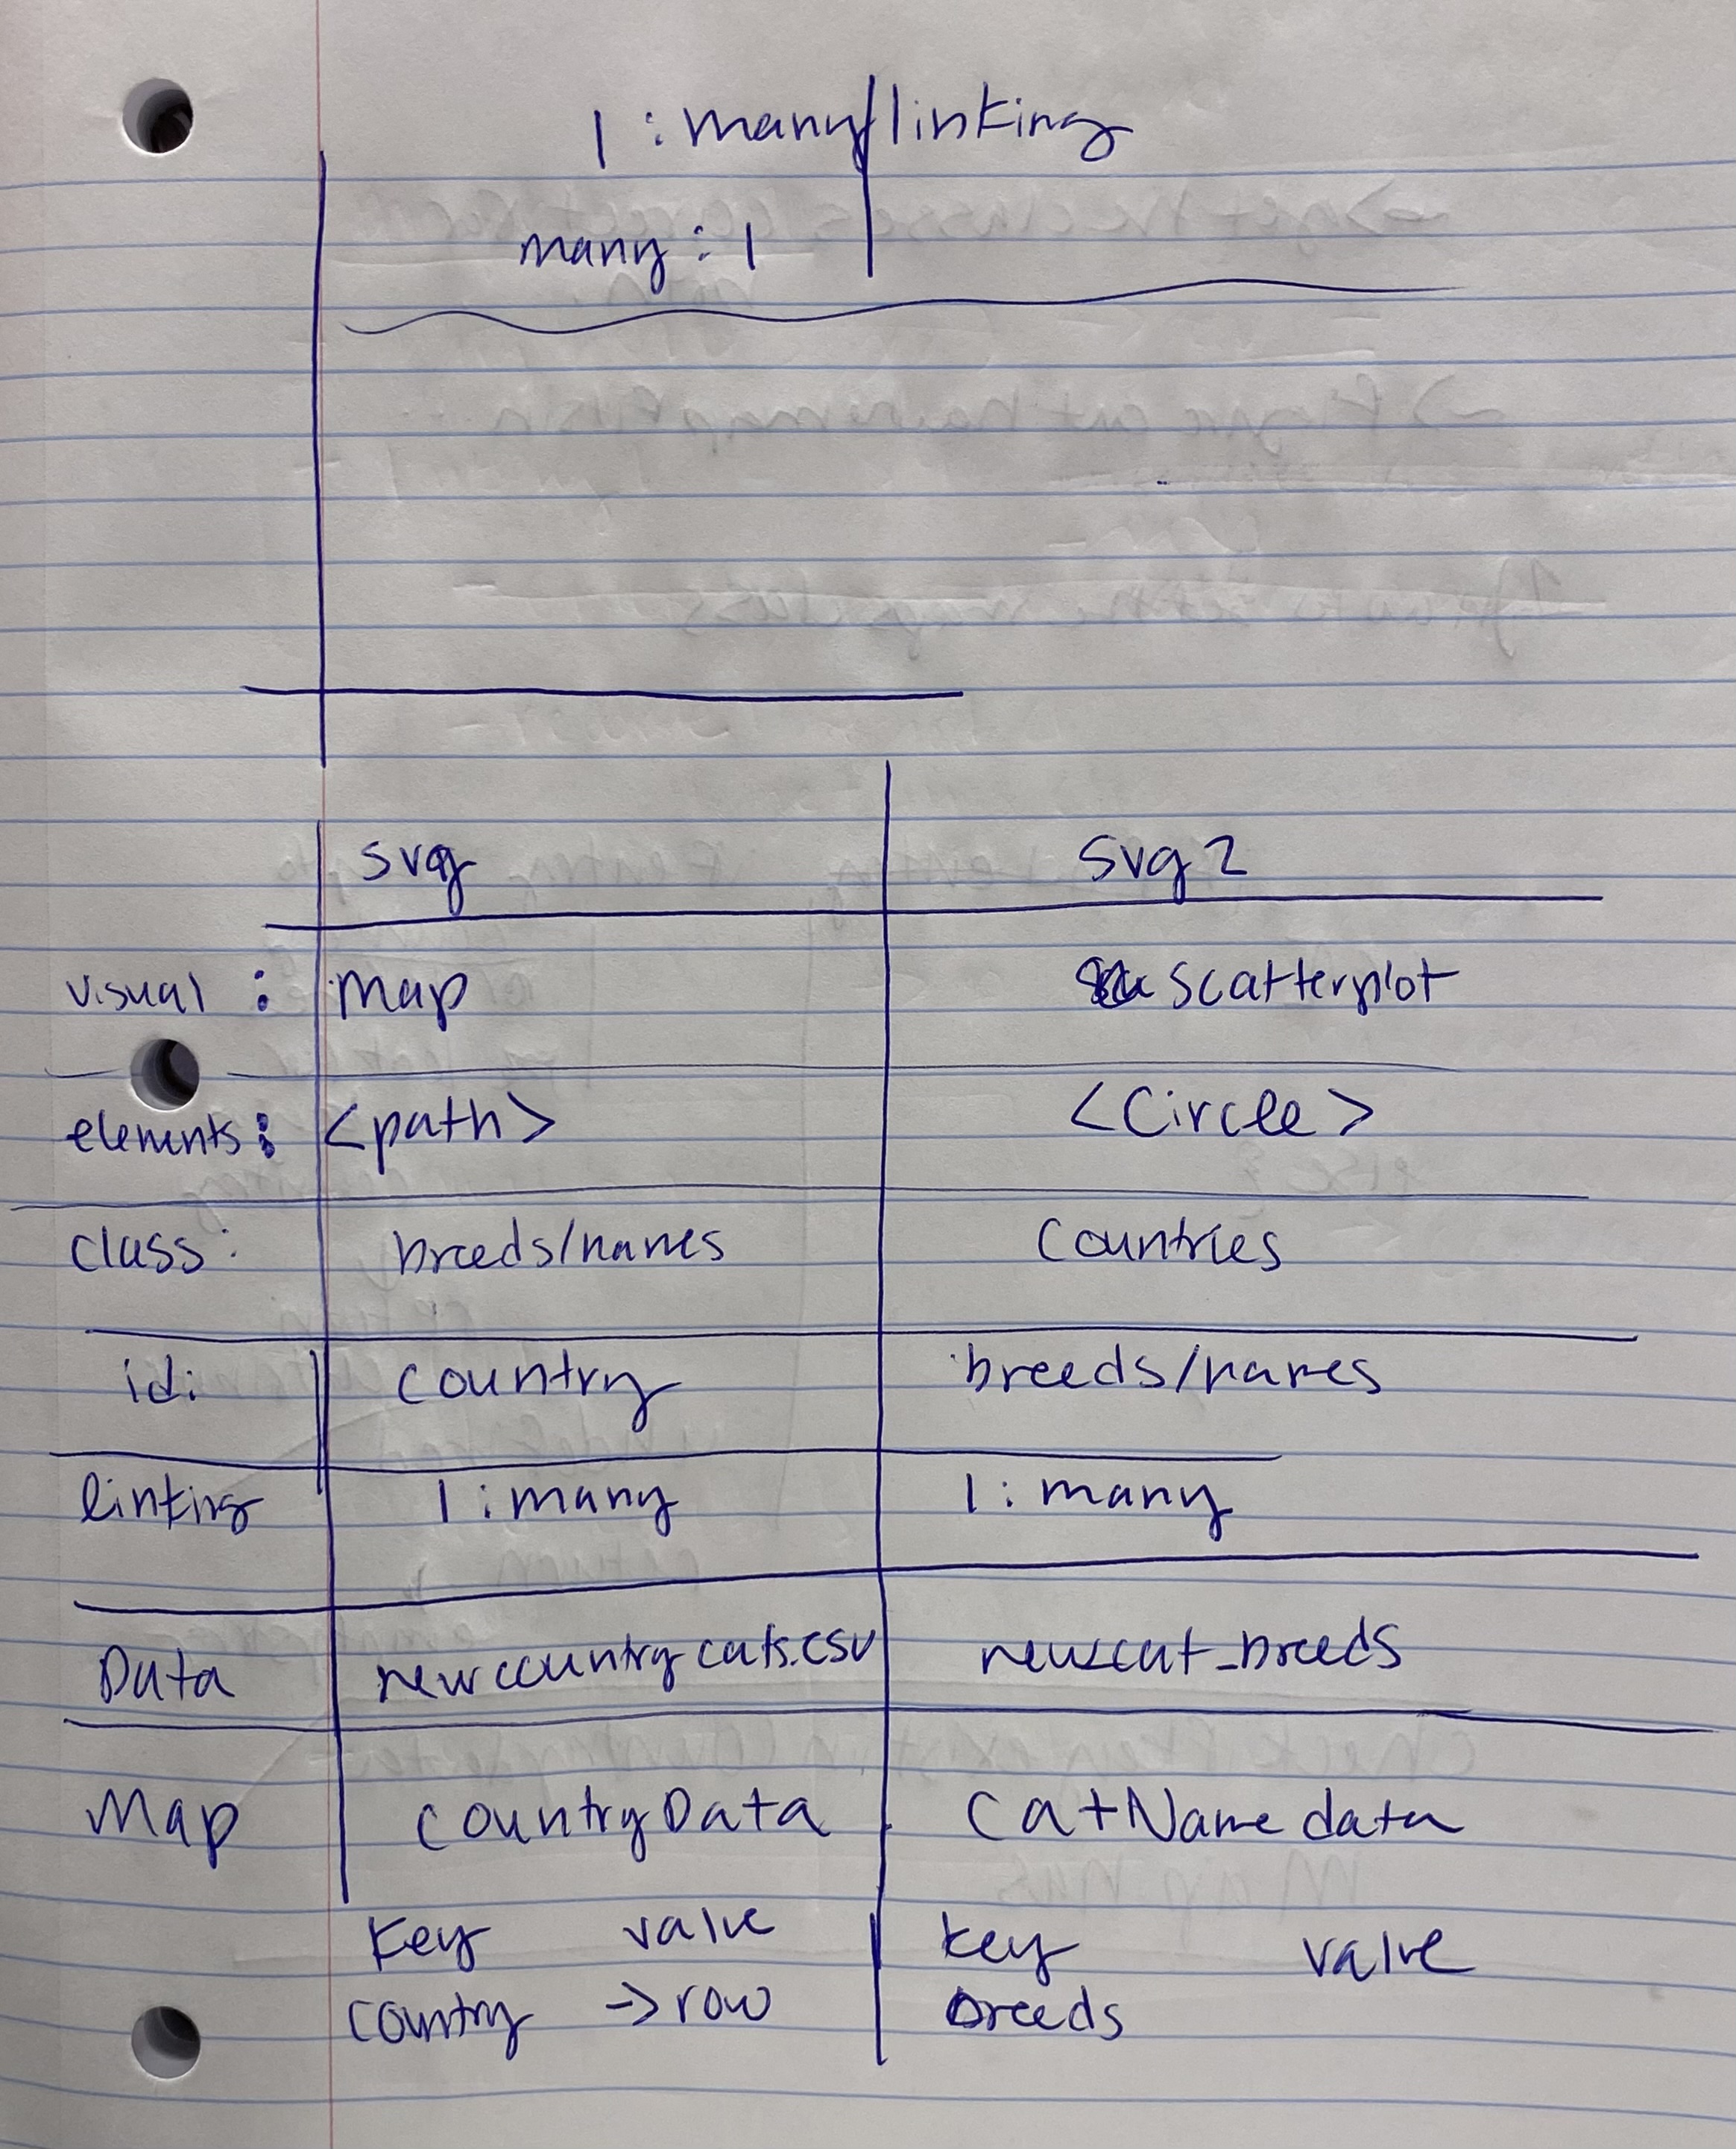 1 : many linking
many : 1
svg svg 2
visual : map scatterplot
elements : <path> <Circle>
class : breeds/names Countries
id: country breeds/names
linking 1 : many 1 : many
Data newcountrycats.csv newcat_breeds
Map countryData CatName data
Key value key value
country -> row breeds